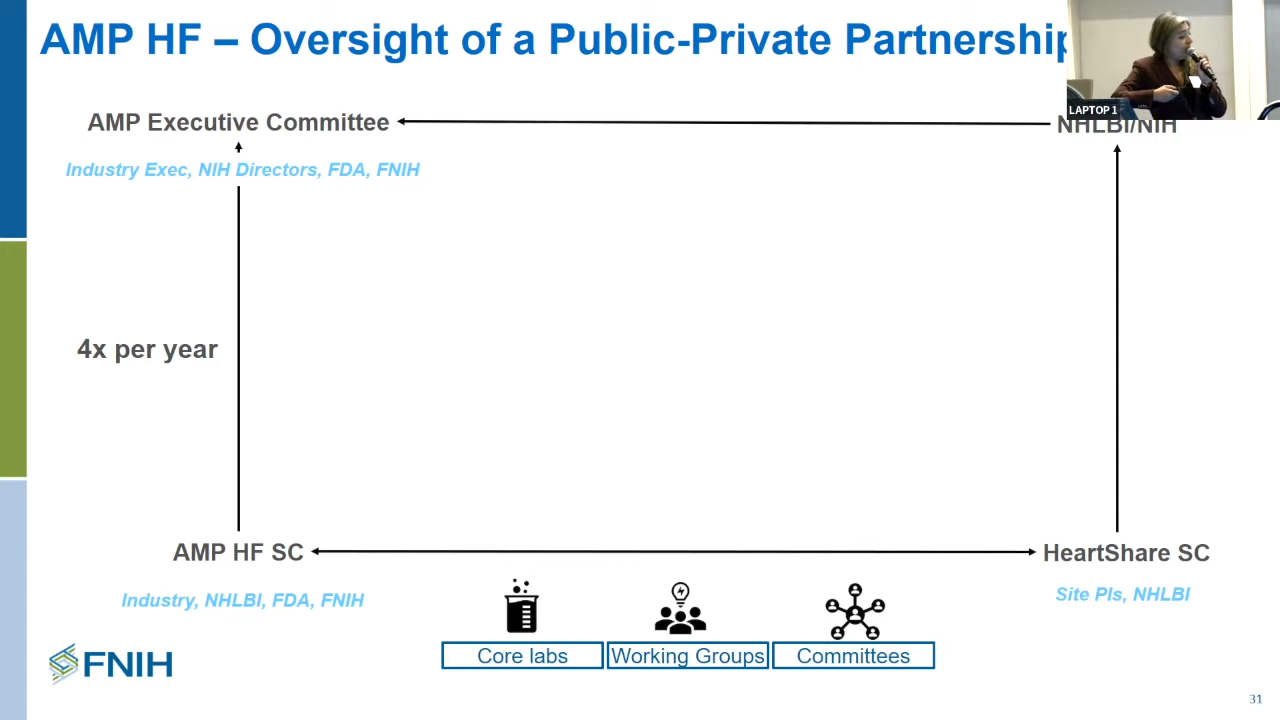 AMP HF – Oversight of a Public-Private Partnership
LAPTOP 1
AMP Executive Committee
NHLBI/NIH
Industry Exec, NIH Directors, FDA, FNIH
4x per year
AMP HF SC
HeartShare SC
Industry, NHLBI, FDA, FNIH
Site PIs, NHLBI
Core labs
Working Groups
Committees
FNIH
31